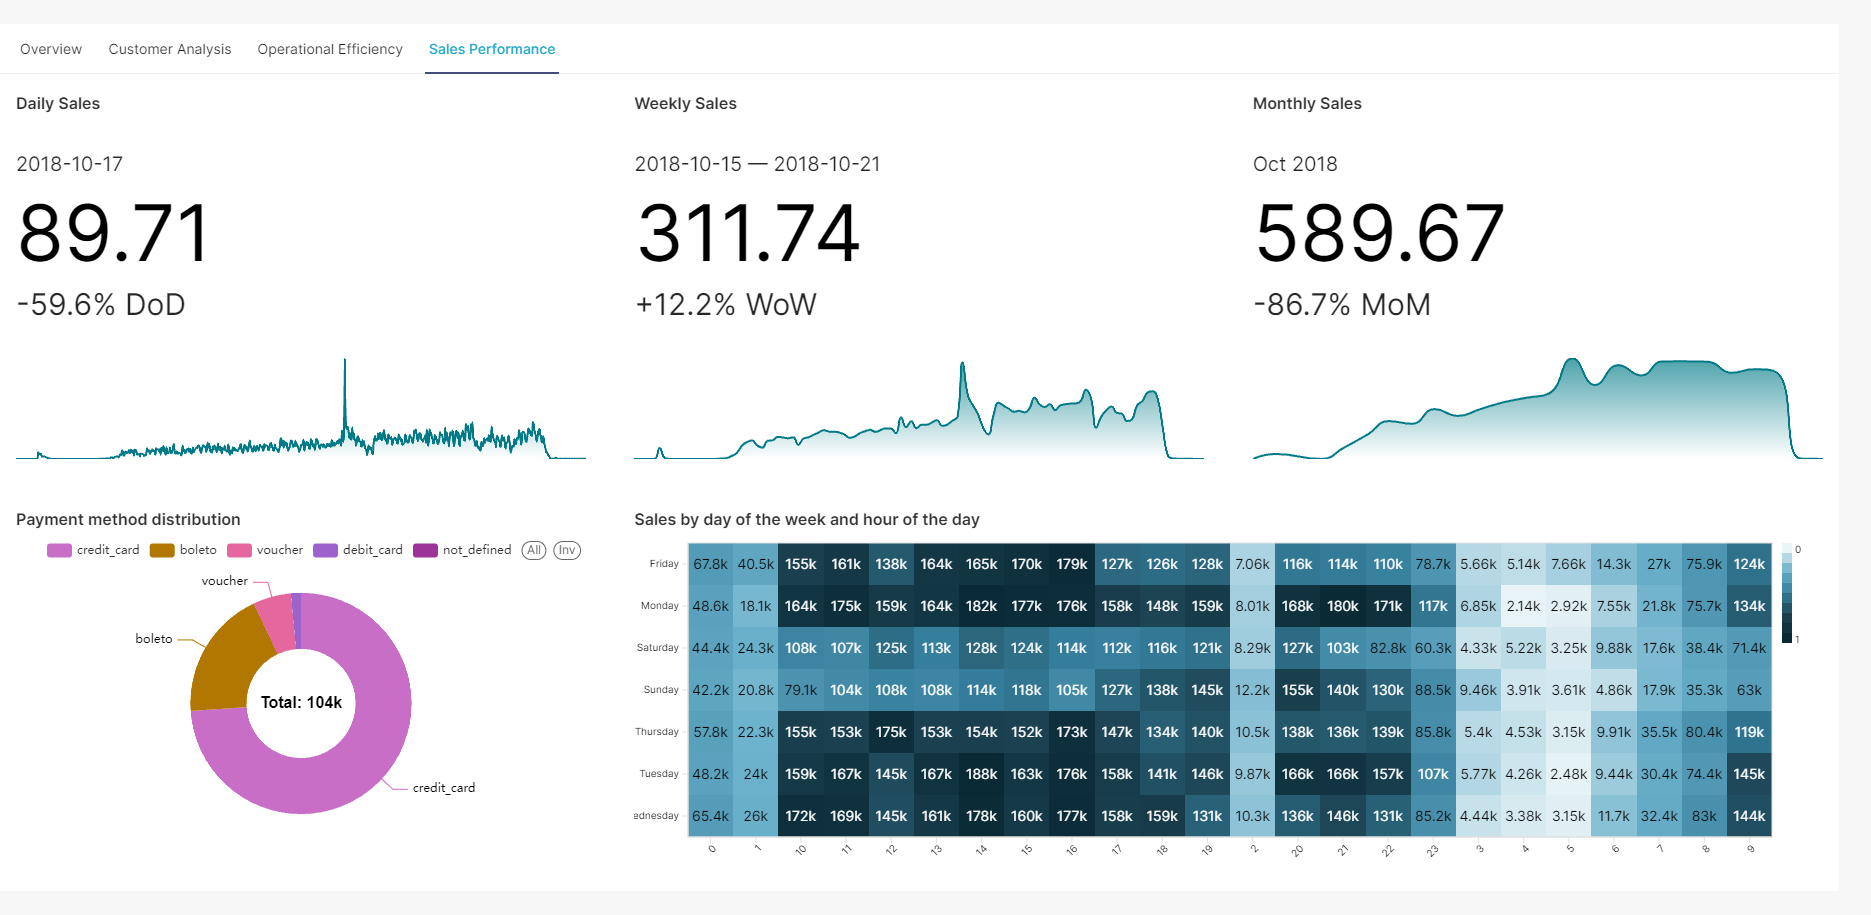 Overview Customer Analysis Operational Efficiency Sales Performance
Daily Sales
2018-10-17
89.71
-59.6% DoD
Weekly Sales
2018-10-15 — 2018-10-21
311.74
+12.2% WoW
Monthly Sales
Oct 2018
589.67
-86.7% MoM
Payment method distribution
credit_card boleto voucher debit_card not_defined All Inv
voucher
boleto
Total: 104k
credit_card
Sales by day of the week and hour of the day
Friday 67.8k 40.5k 155k 161k 138k 164k 165k 170k 179k 127k 126k 128k 7.06k 116k 114k 110k 78.7k 5.66k 5.14k 7.66k 14.3k 27k 75.9k 124k
Monday 48.6k 18.1k 164k 175k 159k 164k 182k 177k 176k 158k 148k 159k 8.01k 168k 180k 171k 117k 6.85k 2.14k 2.92k 7.55k 21.8k 75.7k 134k
Saturday 44.4k 24.3k 108k 107k 125k 113k 128k 124k 114k 112k 116k 121k 8.29k 127k 103k 82.8k 60.3k 4.33k 5.22k 3.25k 9.88k 17.6k 38.4k 71.4k
Sunday 42.2k 20.8k 79.1k 104k 108k 108k 114k 118k 105k 127k 138k 145k 12.2k 155k 140k 130k 88.5k 9.46k 3.91k 3.61k 4.86k 17.9k 35.3k 63k
Thursday 57.8k 22.3k 155k 153k 175k 153k 154k 152k 173k 147k 134k 140k 10.5k 138k 136k 139k 85.8k 5.4k 4.53k 3.15k 9.91k 35.5k 80.4k 119k
Tuesday 48.2k 24k 159k 167k 145k 167k 188k 163k 176k 158k 141k 146k 9.87k 166k 166k 157k 107k 5.77k 4.26k 2.48k 9.44k 30.4k 74.4k 145k
ednesday 65.4k 26k 172k 169k 145k 161k 178k 160k 177k 158k 159k 131k 10.3k 136k 146k 131k 85.2k 4.44k 3.38k 3.15k 11.7k 32.4k 83k 144k
0 1 10 11 12 13 14 15 16 17 18 19 2 20 21 22 23 3 4 5 6 7 8 9
0
1